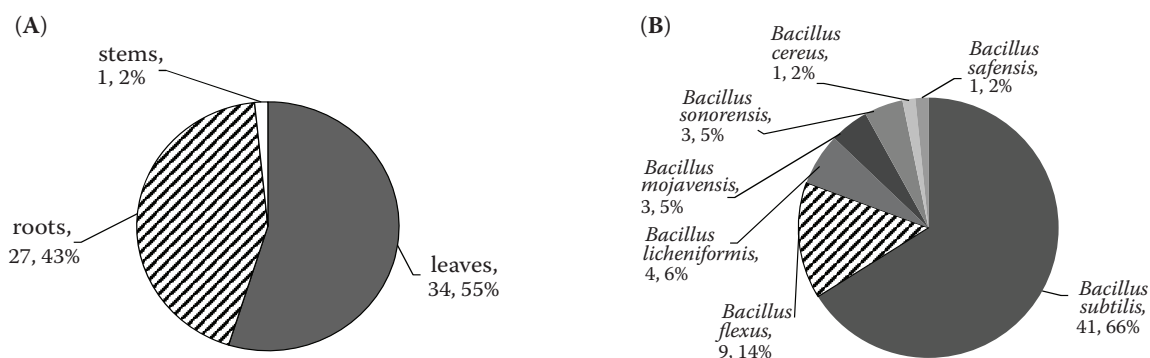 (A)
stems,
1, 2%
roots,
27, 43%
leaves,
34, 55%
(B)
Bacillus
cereus,
1, 2%
Bacillus
safensis,
1, 2%
Bacillus
sonorensis,
3, 5%
Bacillus
mojavensis,
3, 5%
Bacillus
licheniformis,
4, 6%
Bacillus
flexus,
9, 14%
Bacillus
subtilis,
41, 66%